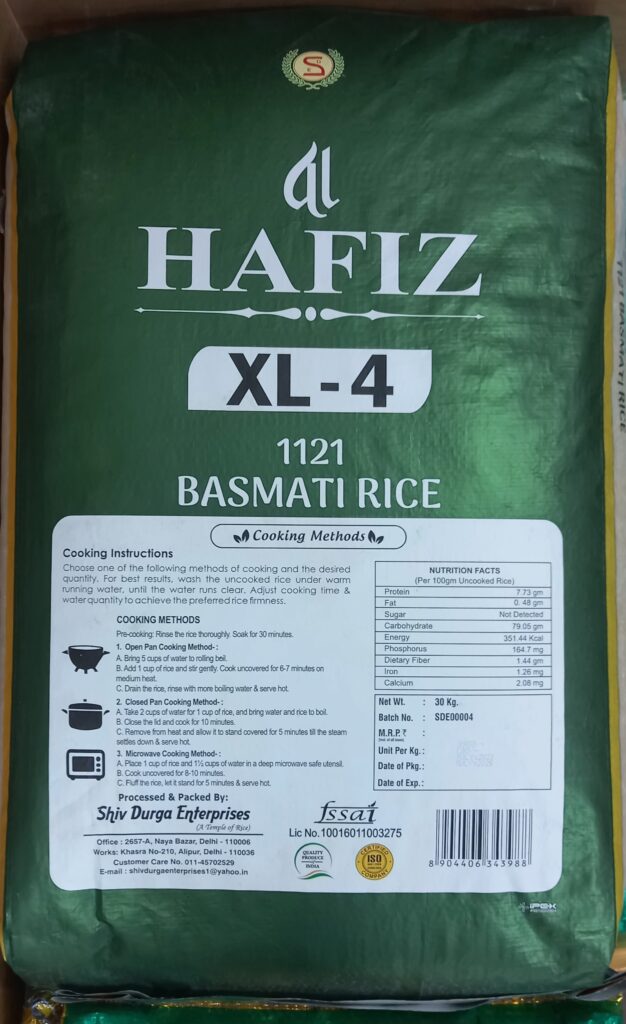 al
HAFIZ
XL-4
1121
BASMATI RICE
Cooking Methods
Cooking Instructions
Choose one of the following methods of cooking and the desired
quantity. For best results, wash the uncooked rice under warm
running water, until the water runs clear. Adjust cooking time &
water quantity to achieve the preferred rice firmness.
COOKING METHODS
Pre-cooking: Rinse the rice thoroughly. Soak for 30 minutes.
1. Open Pan Cooking Method- :
A. Bring 5 cups of water to rolling beil.
B. Add 1 cup of rice and stir gently. Cook uncovered for 6-7 minutes on
medium heat.
C. Drain the rice, rinse with more boiling water & serve hot.
2. Closed Pan Cooking Method- :
A. Take 2 cups of water for 1 cup of rice, and bring water and rice to boil.
B. Close the lid and cook for 10 minutes.
C. Remove from heat and allow it to stand covered for 5 minutes till the steam
settles down & serve hot.
3. Microwave Cooking Method- :
A. Place 1 cup of rice and 1½ cups of water in a deep microwave safe utensil.
B. Cook uncovered for 8-10 minutes.
C. Fluff the rice, let it stand for 5 minutes & serve hot.
NUTRITION FACTS
(Per 100gm Uncooked Rice)
Protein 7.73 gm
Fat 0. 48 gm
Sugar Not Detected
Carbohydrate 79.05 gm
Energy 351.44 Kcal
Phosphorus 164.7 mg
Dietary Fiber 1.44 gm
Iron 1.26 mg
Calcium 2.08 mg
Net Wt. : 30 Kg.
Batch No. : SDE00004
M.R.P. ₹ :
Unit Per Kg. :
Date of Pkg. :
Date of Exp. :
Processed & Packed By:
Shiv Durga Enterprises
(A Temple of Rice)
Office : 2657-A, Naya Bazar, Delhi - 110006
Works: Khasra No-210, Alipur, Delhi - 110036
Customer Care No. 011-45702529
E-mail : shivdurgaenterprises1@yahoo.in
fssai
Lic No.10016011003275
QUALITY
PRODUCE
INDIA
CERTIFIED
ISO
COMPANY
8 904406 343988
1121 BASMATI RICE